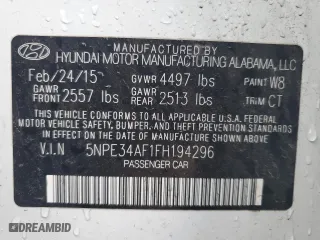 MANUFACTURED BY
HYUNDAI MOTOR MANUFACTURING ALABAMA, LLC
Feb/24/15 GVWR 4497 lbs PAINT W8
GAWR FRONT 2557 lbs GAWR REAR 2513 lbs TRIM CT
THIS VEHICLE CONFORMS TO ALL APPLICABLE
FEDERAL MOTOR VEHICLE SAFETY, BUMPER, AND
THEFT PREVENTION STANDARDS IN EFFECT ON
THE DATE OF MANUFACTURE SHOWN ABOVE.
V.I.N 5NPE34AF1FH194296
PASSENGER CAR
AUTOBIDCAR